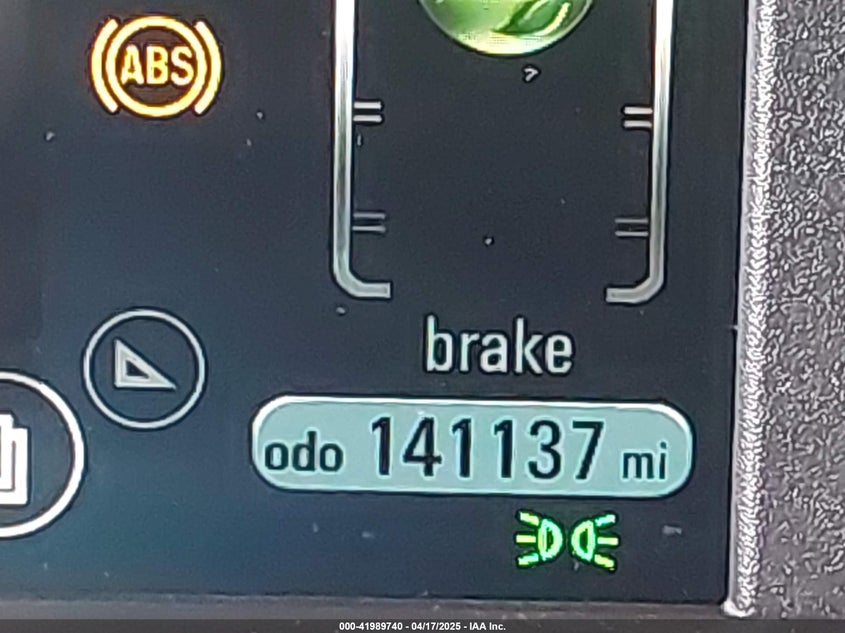 ABS
brake
odo 141137 mi
000-41989740 - 04/17/2025 - IAA Inc.